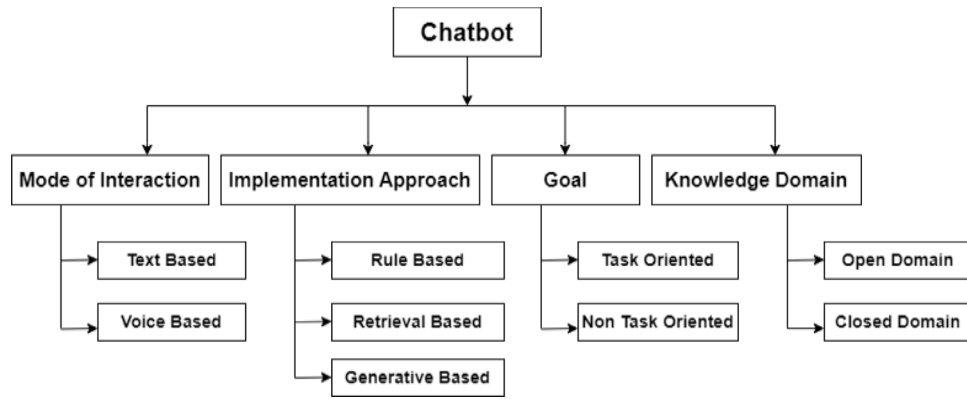 Chatbot
Mode of Interaction
Implementation Approach
Goal
Knowledge Domain
Text Based
Rule Based
Task Oriented
Open Domain
Voice Based
Retrieval Based
Non Task Oriented
Closed Domain
Generative Based